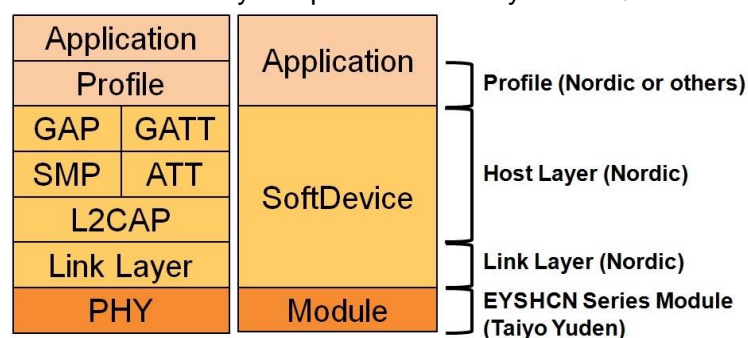 Application
Profile
GAP GATT
SMP ATT
L2CAP
Link Layer
PHY
Application
SoftDevice
Module
Profile (Nordic or others)
Host Layer (Nordic)
Link Layer (Nordic)
EYSHCN Series Module
(Taiyo Yuden)